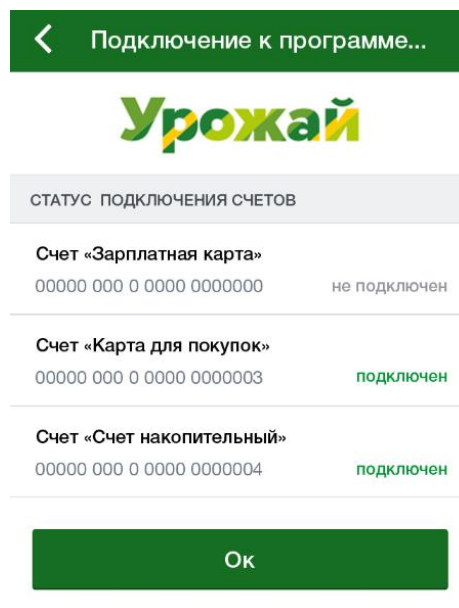 Подключение к программе...
Урожай
СТАТУС ПОДКЛЮЧЕНИЯ СЧЕТОВ
Счет «Зарплатная карта»
00000 000 0 0000 0000000 не подключен
Счет «Карта для покупок»
00000 000 0 0000 0000003 подключен
Счет «Счет накопительный»
00000 000 0 0000 0000004 подключен
Ок